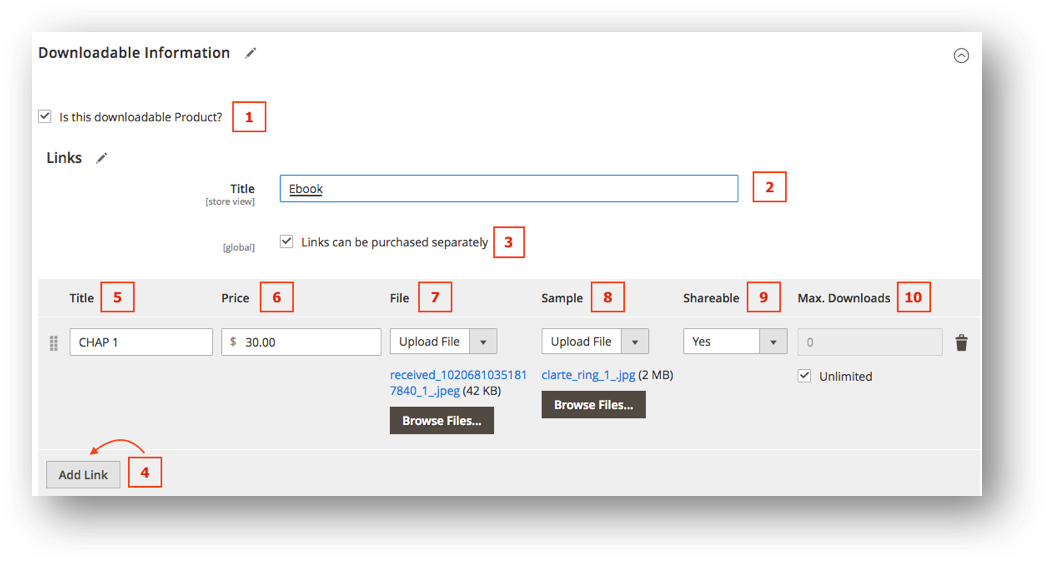 Downloadable Information
Is this downloadable Product? 1
Links
Title Ebook 2
[store view]
[global] Links can be purchased separately 3
Title 5 Price 6 File 7 Sample 8 Shareable 9 Max. Downloads 10
CHAP 1 $ 30.00 Upload File Upload File Yes 0
received_1020681035181 clarte_ring_1_.jpg (2 MB) Unlimited
7840_1_.jpeg (42 KB)
Browse Files... Browse Files...
Add Link 4